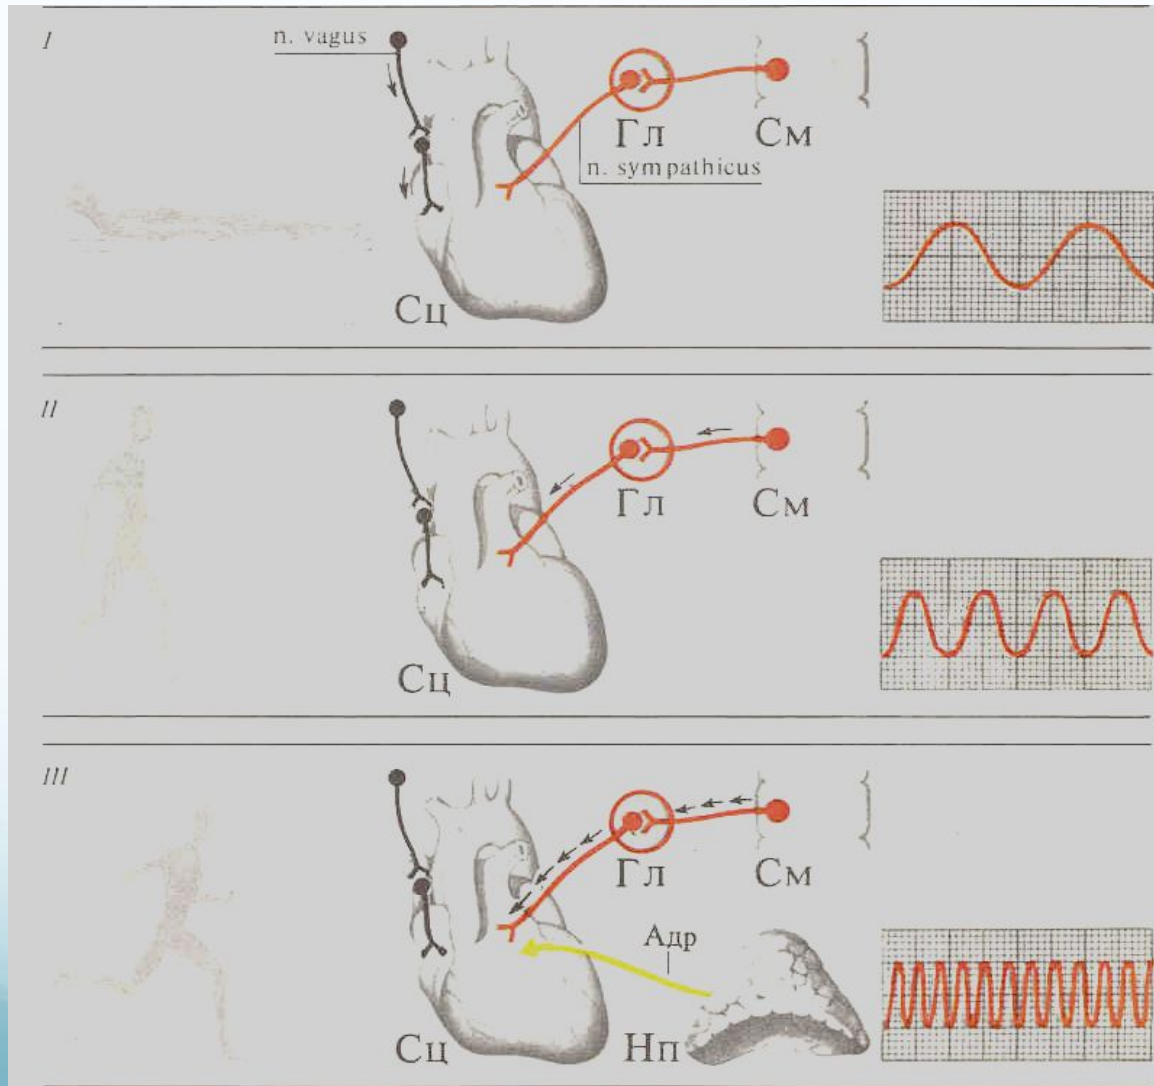 I
n. vagus
Гл
См
n. sympathicus
Сц
II
Гл
См
Сц
III
Гл
См
Адр
Сц
Нп